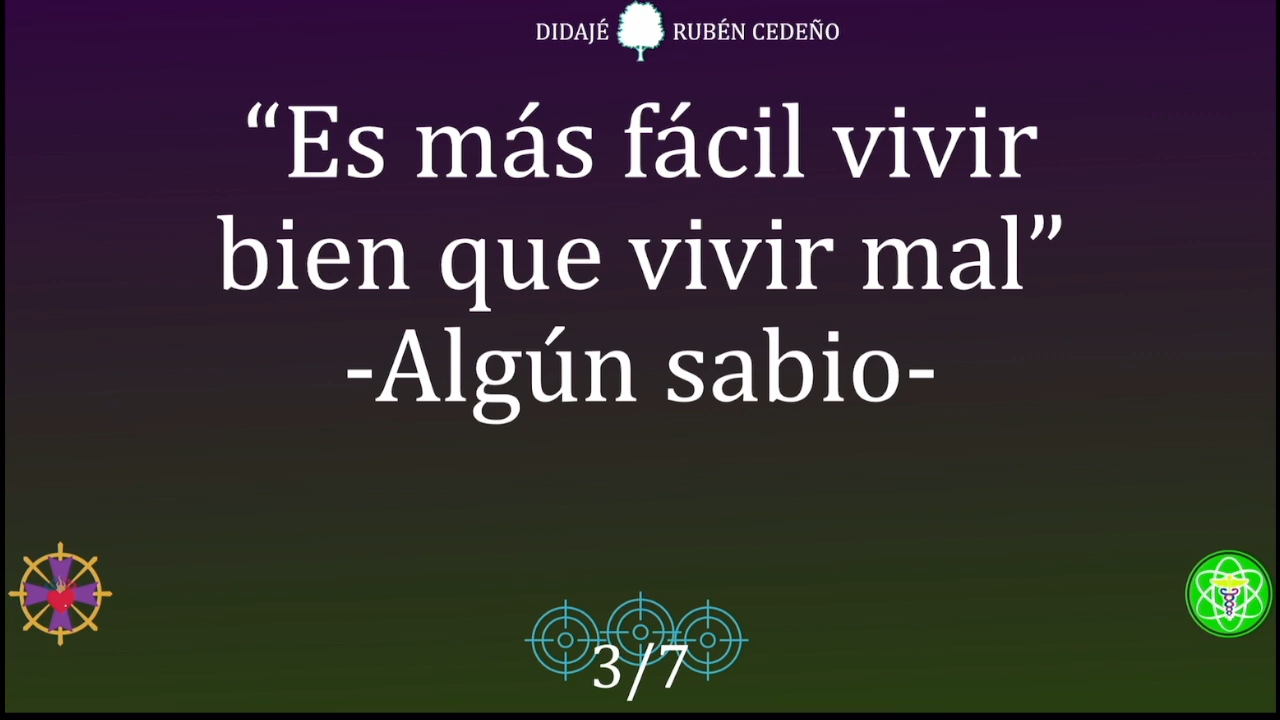 DIDAJÉ RUBÉN CEDEÑO
“Es más fácil vivir
bien que vivir mal”
-Algún sabio-
3/7